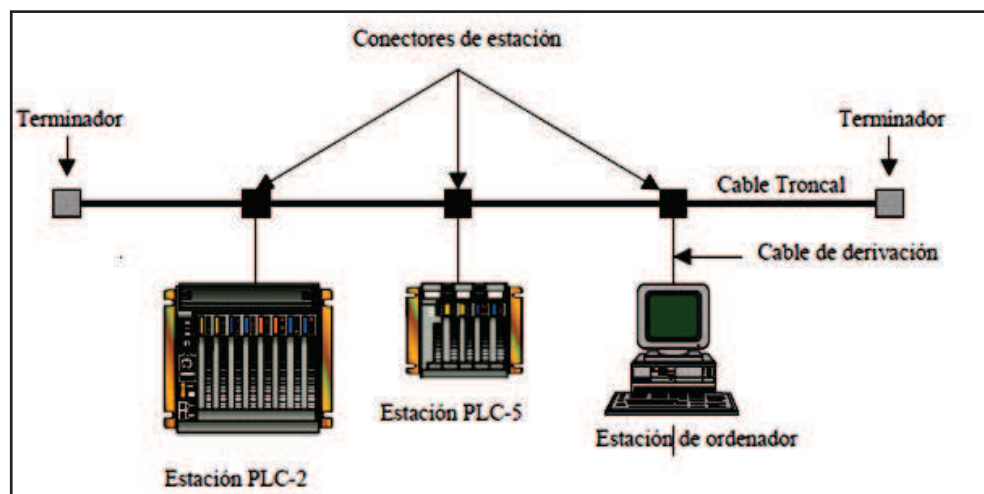 Conectores de estación
Terminador
Terminador
Cable Troncal
Cable de derivación
Estación PLC-5
Estación de ordenador
Estación PLC-2